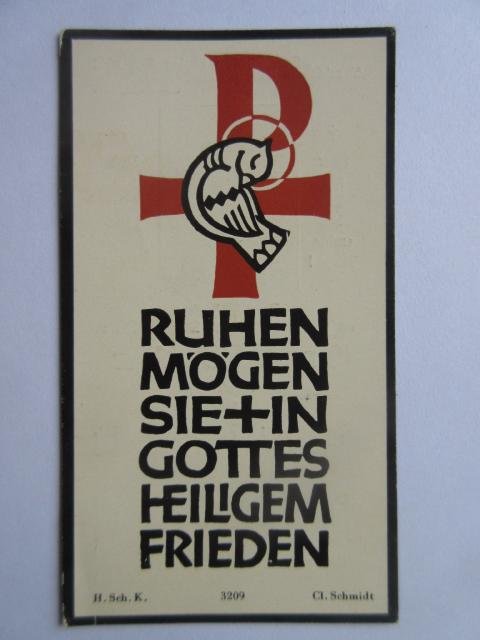 RUHEN
MÖGEN
SIE+IN
GOTTES
HEILIGEM
FRIEDEN
H. Sch. K. 3209 Cl. Schmidt